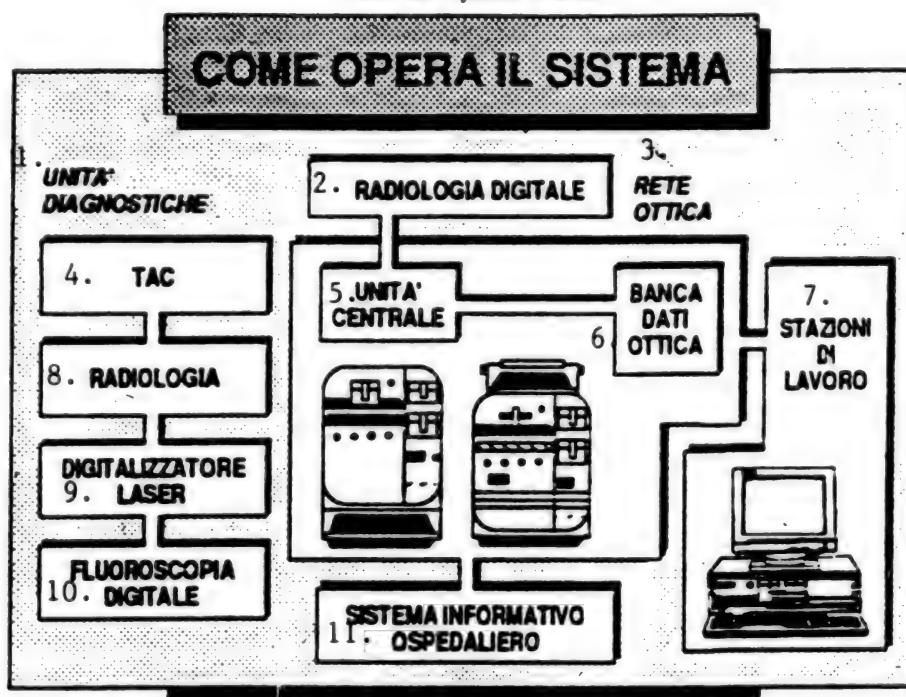 COME OPERA IL SISTEMA
1. UNITA'
DIAGNOSTICHE
2. RADIOLOGIA DIGITALE
3. RETE
OTTICA
4. TAC
5. UNITA'
CENTRALE
BANCA
DATI
6. OTTICA
7.
STAZIONI
DI
LAVORO
8. RADIOLOGIA
DIGITALIZZATORE
9. LASER
FLUOROSCOPIA
10. DIGITALE
SISTEMA INFORMATIVO
11. OSPEDALIERO